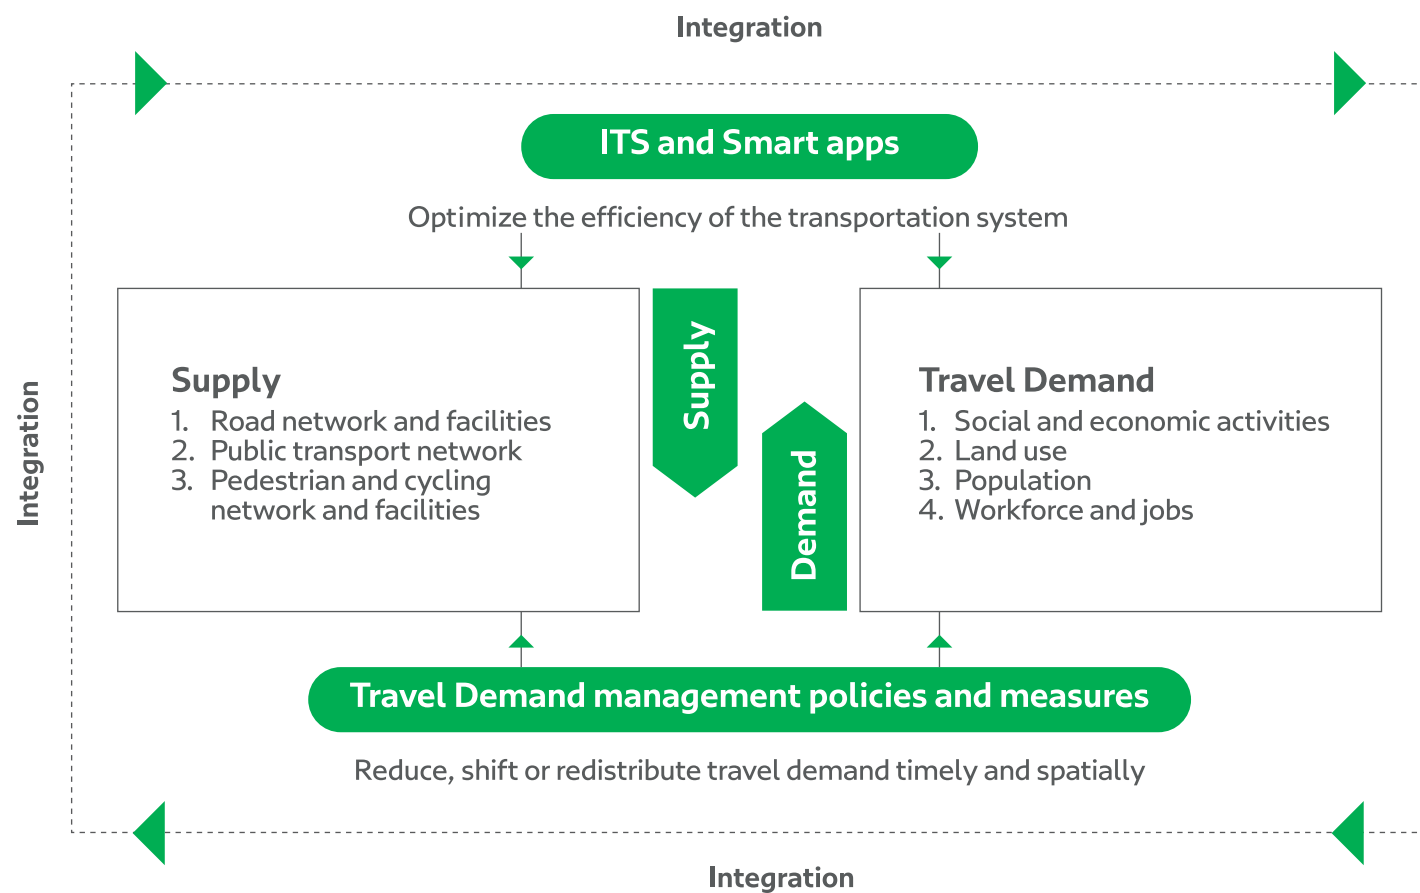 Integration
ITS and Smart apps
Optimize the efficiency of the transportation system
Integration
Supply
1. Road network and facilities
2. Public transport network
3. Pedestrian and cycling
network and facilities
Supply
Demand
Travel Demand
1. Social and economic activities
2. Land use
3. Population
4. Workforce and jobs
Travel Demand management policies and measures
Reduce, shift or redistribute travel demand timely and spatially
Integration